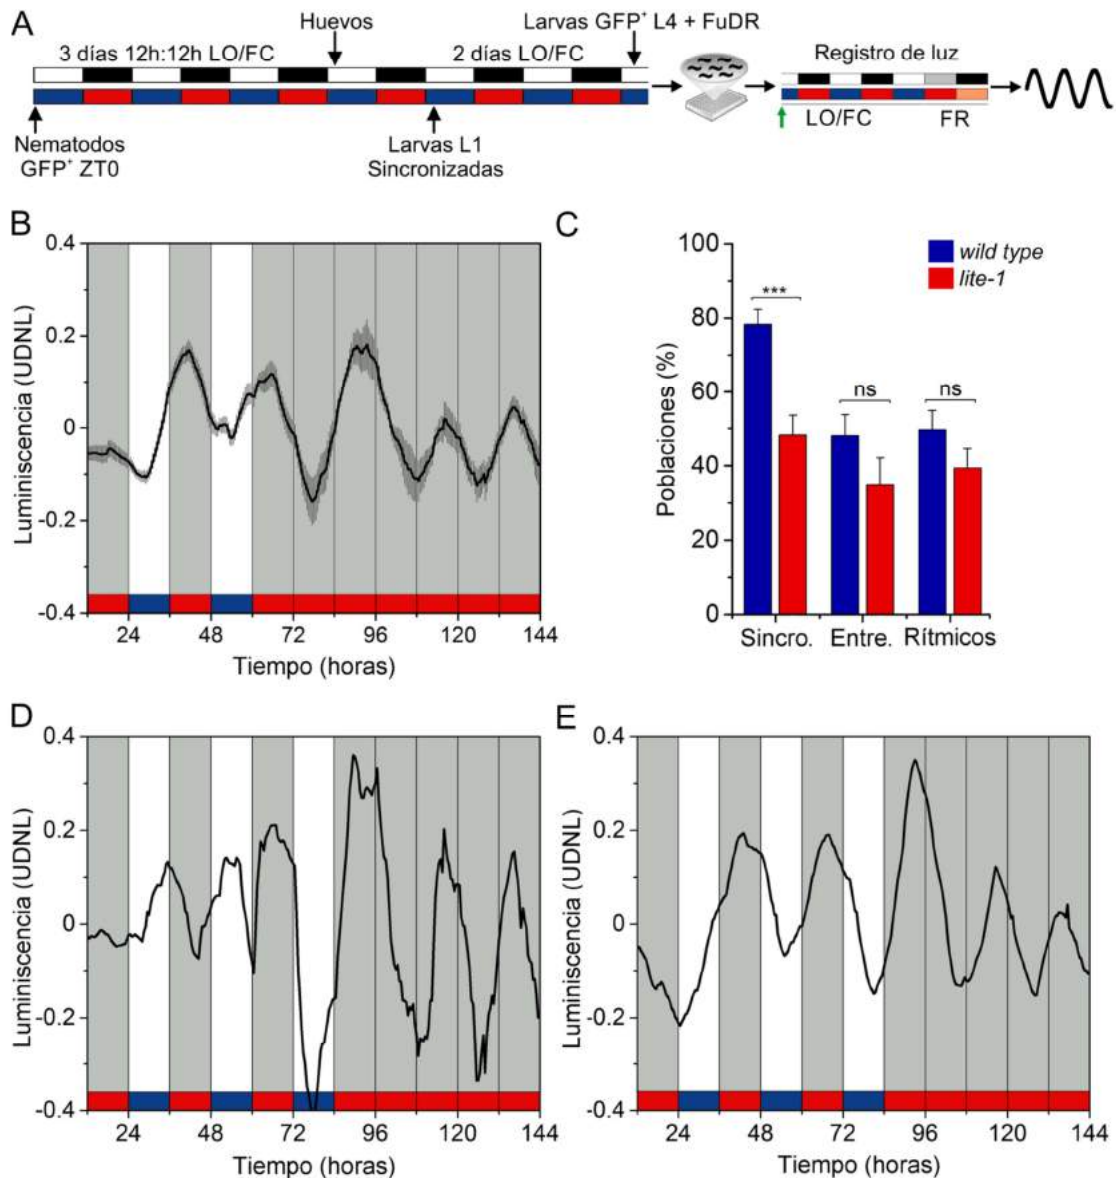 A
Huevos
Larvas GFP⁺ L4 + FuDR
3 días 12h:12h LO/FC
2 días LO/FC
Registro de luz
LO/FC
FR
Nematodos
GFP⁺ ZT0
Larvas L1
Sincronizadas
B
Luminiscencia (UDNL)
0.4
0.2
0
-0.2
-0.4
24
48
72
96
120
144
Tiempo (horas)
C
Poblaciones (%)
100
80
60
40
20
0
wild type
lite-1
***
ns
ns
Sincro.
Entre.
Rítmicos
D
Luminiscencia (UDNL)
0.4
0.2
0
-0.2
-0.4
24
48
72
96
120
144
Tiempo (horas)
E
Luminiscencia (UDNL)
0.4
0.2
0
-0.2
-0.4
24
48
72
96
120
144
Tiempo (horas)